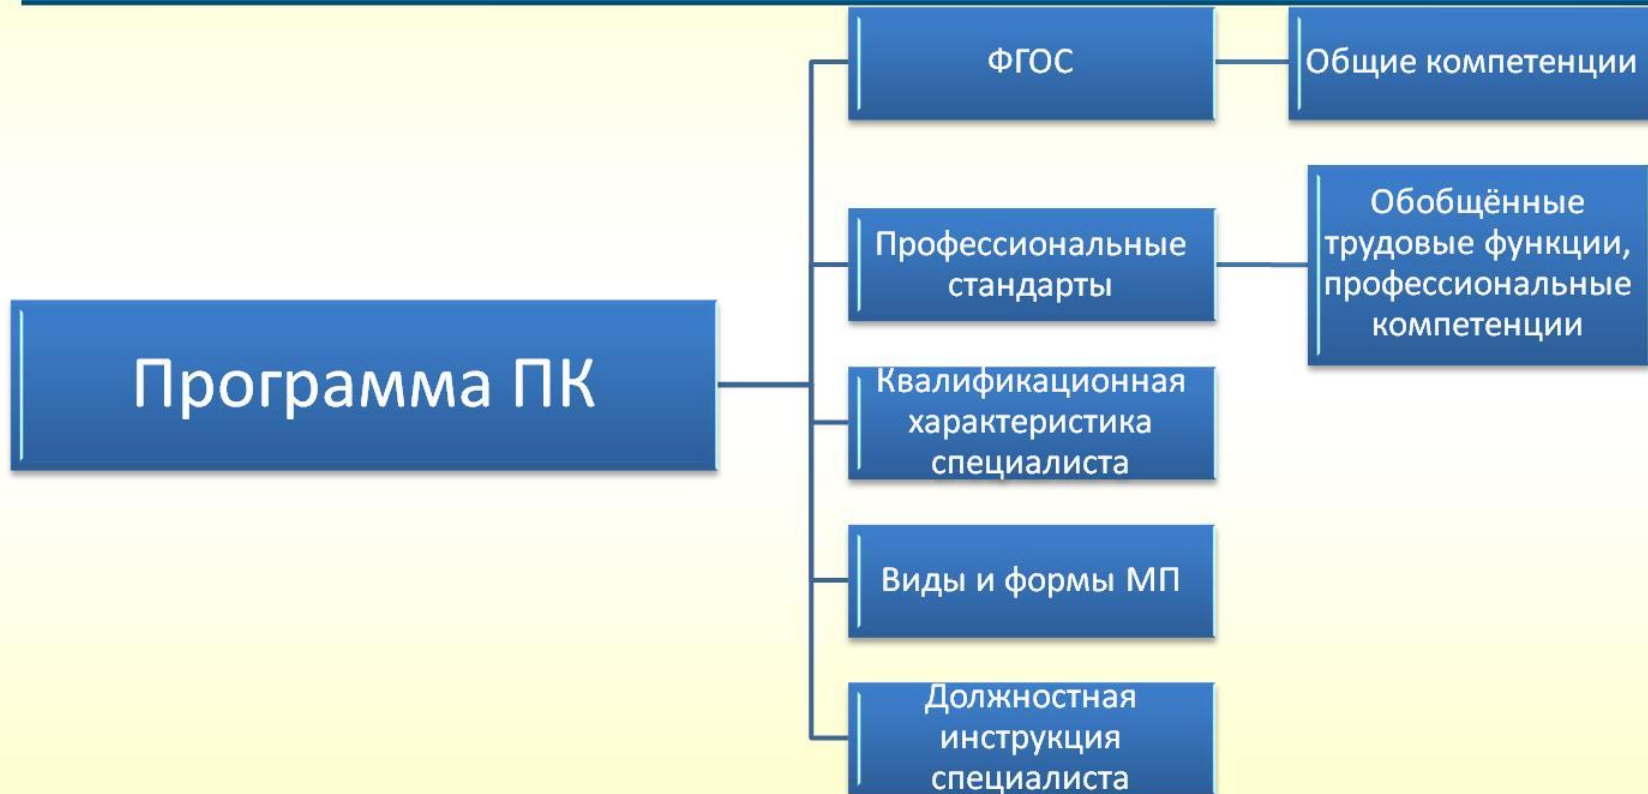 ФГОС
Общие компетенции
Профессиональные
стандарты
Обобщённые
трудовые функции,
профессиональные
компетенции
Программа ПК
Квалификационная
характеристика
специалиста
Виды и формы МП
Должностная
инструкция
специалиста